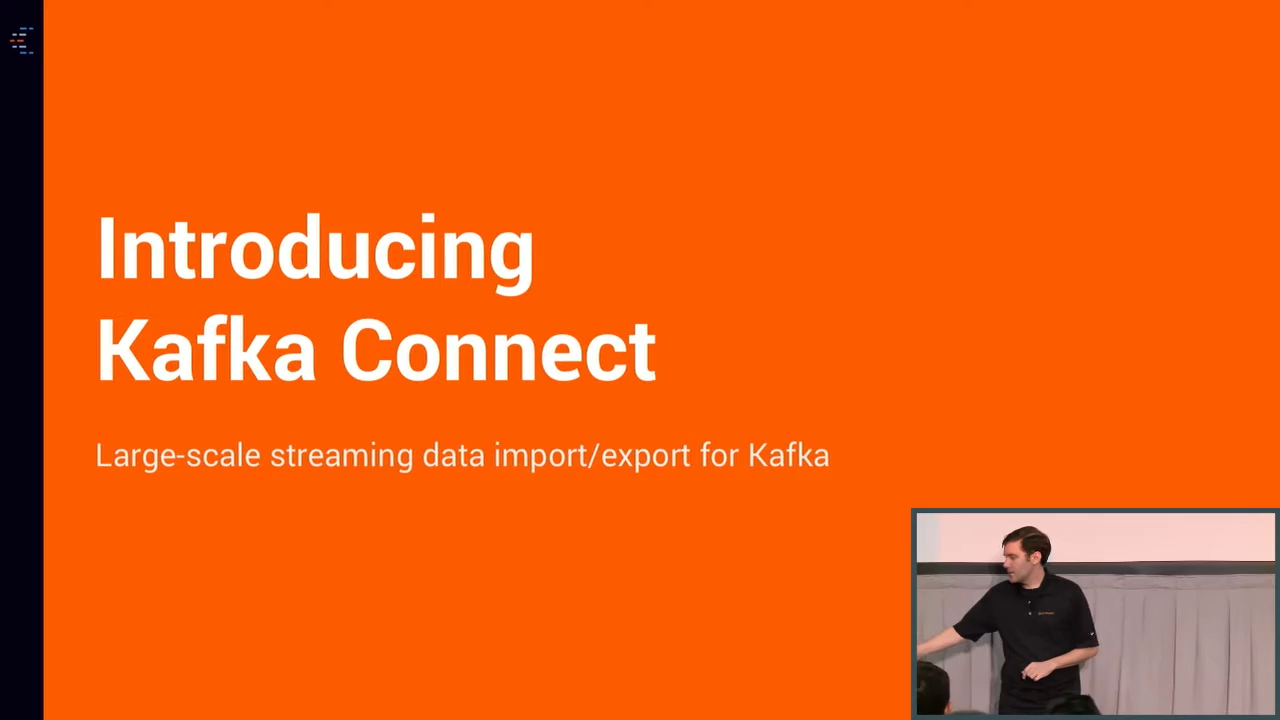 Introducing
Kafka Connect
Large-scale streaming data import/export for Kafka